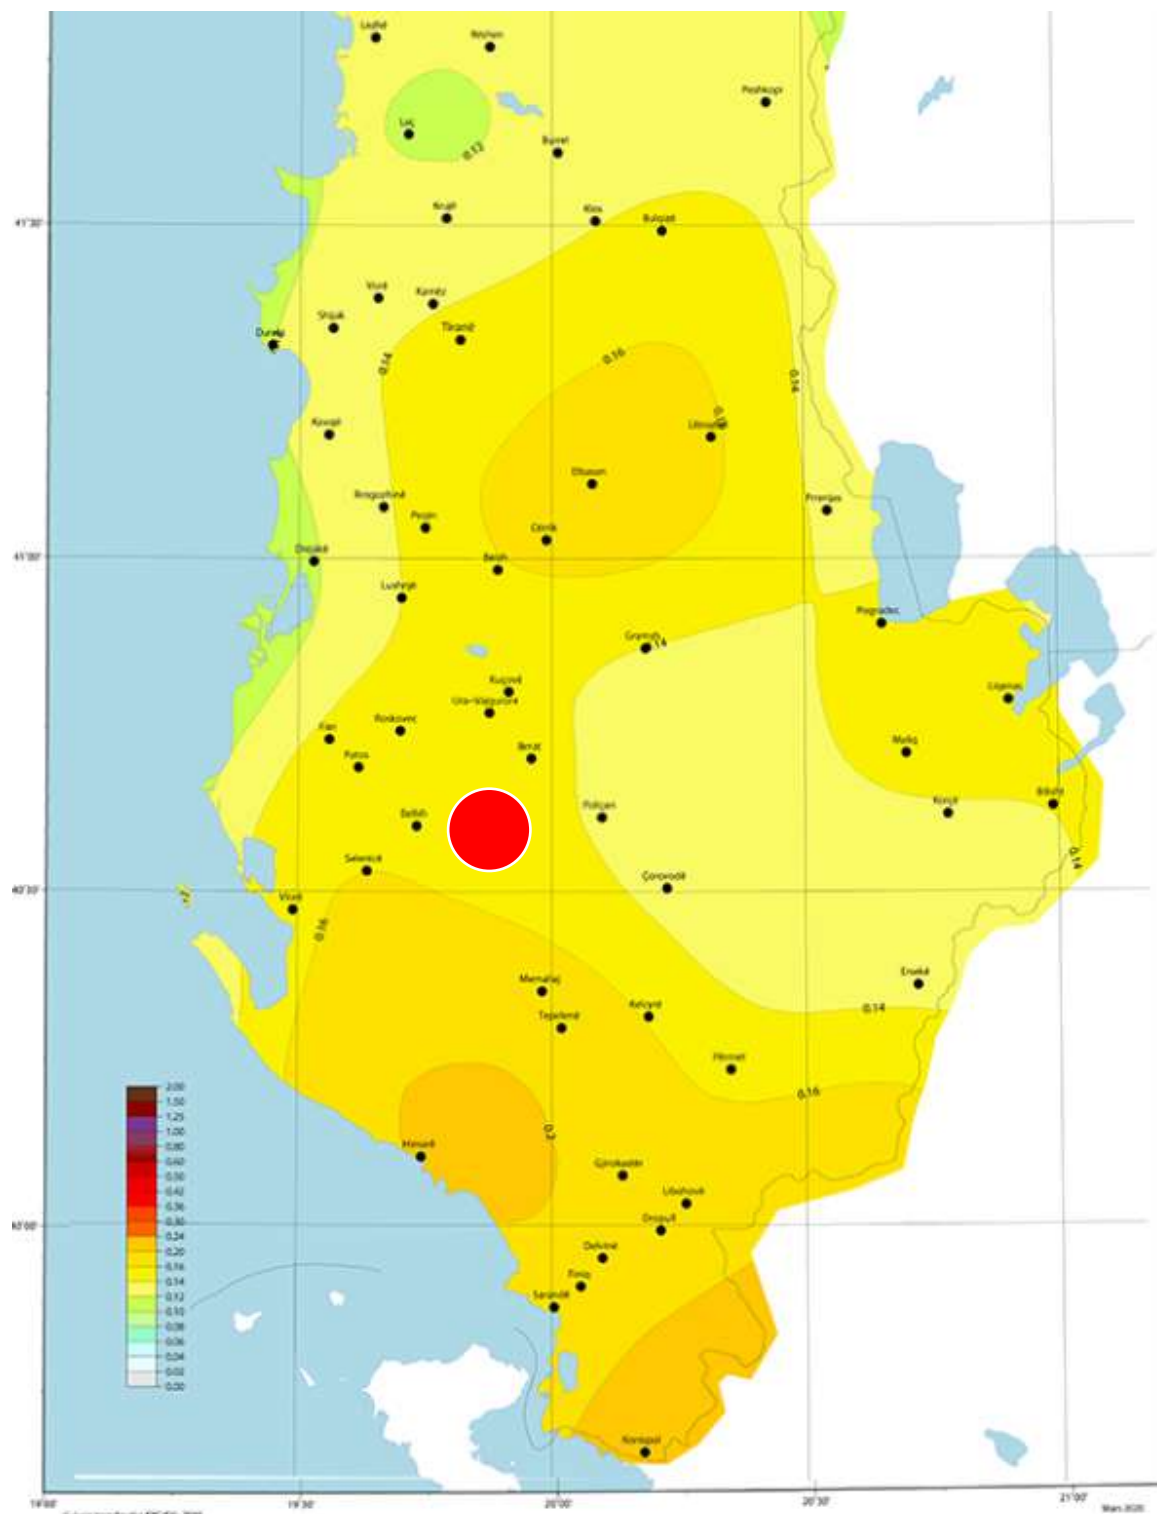 Rrëshen
Peshkopi
Laç
Burrel
0.12
Krujë
Klos
Bulqizë
41°30'
Vorë
Kamëz
Shijak
Tiranë
Durrës
0.14
0.16
0.14
Kavajë
Librazhd
Elbasan
Rrogozhinë
Peqin
Cërrik
Prrenjas
41°00'
Divjakë
Belsh
Lushnje
Pogradec
Gramsh
0.14
Kuçovë
Ura-Vajgurore
Fier
Roskovec
Patos
Berat
Maliq
Poliçan
Korçë
Bilisht
Ballsh
0.14
Selenicë
Çorovodë
40°30'
Vlorë
0.16
Ersekë
Memaliaj
Këlcyrë
0.14
Tepelenë
Përmet
0.16
0.2
Himarë
Gjirokastër
Libohovë
Dropull
40°00'
Delvinë
Finiq
Sarandë
2.00
1.50
1.25
1.00
0.80
0.60
0.50
0.42
0.36
0.30
0.24
0.20
0.16
0.14
0.12
0.10
0.08
0.06
0.04
0.02
0.00
Konispol
19°00' 19°30' 20°00' 20°30' 21°00'